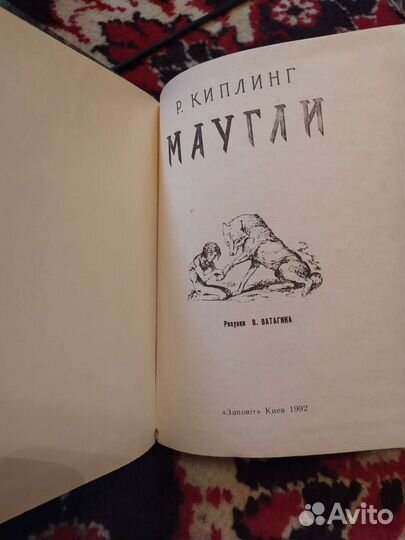 Р. КИПЛИНГ
МАУГЛИ
Рисунки В. ВАТАГИНА
«Заповіт» Киев 1992
Avito